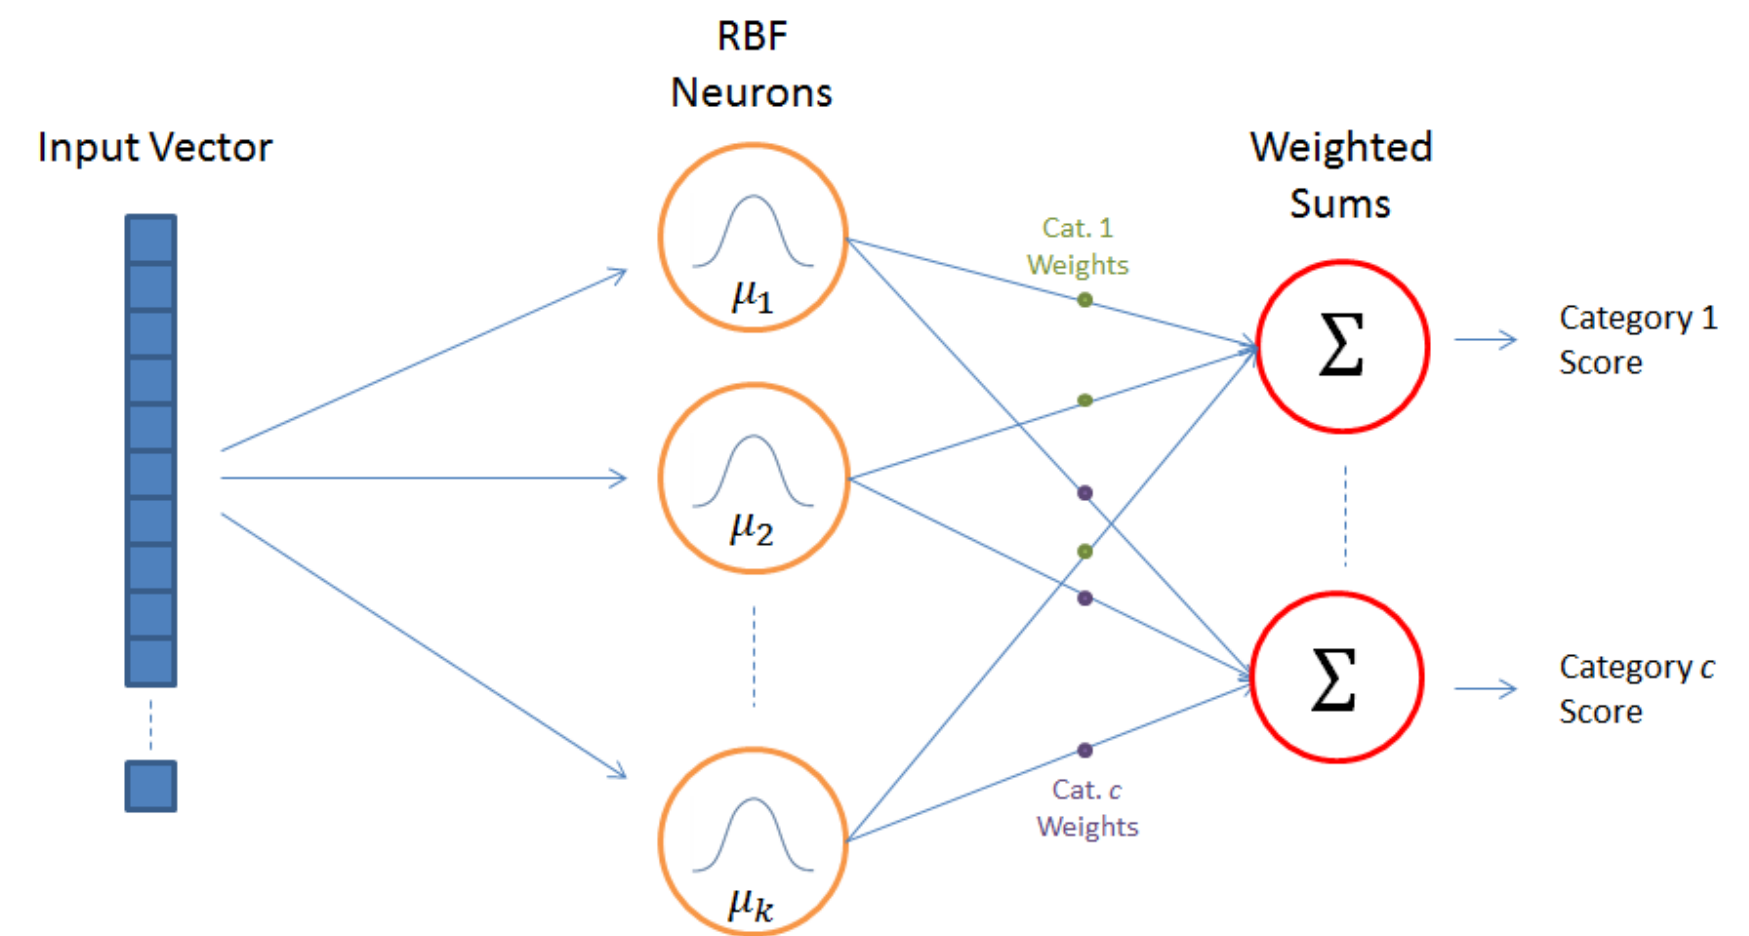 RBF
Neurons
Input Vector
Weighted
Sums
Cat. 1
Weights
μ1
Σ
Category 1
Score
μ2
Σ
Category c
Score
Cat. c
Weights
μk